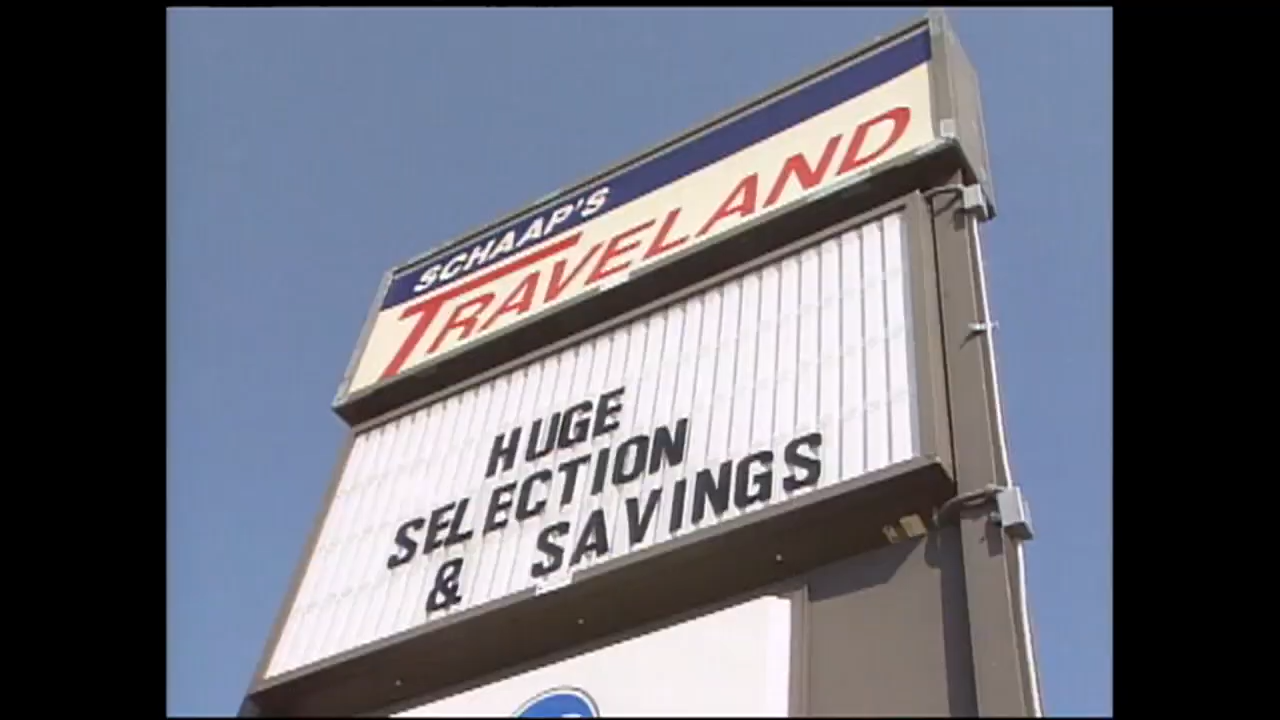 SCHAAP'S
TRAVELAND
HUGE
SELECTION
& SAVINGS